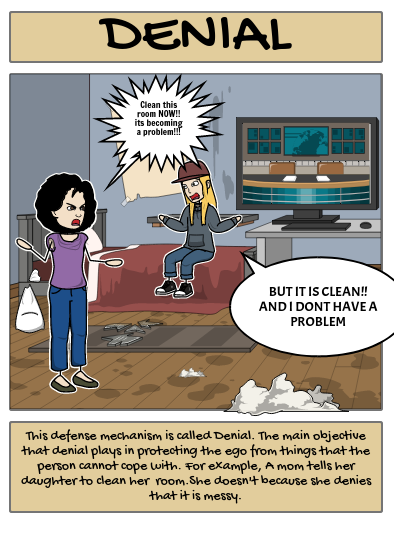 DENIAL
Clean this
room NOW!!
its becoming
a problem!!!
BUT IT IS CLEAN!!
AND I DONT HAVE A
PROBLEM
This defense mechanism is called Denial. The main objective
that denial plays in protecting the ego from things that the
person cannot cope with. For example, A mom tells her
daughter to clean her room.She doesn't because she denies
that it is messy.